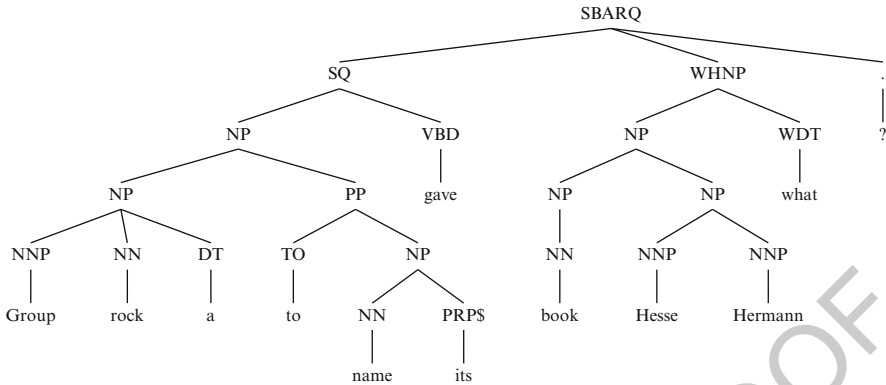 SBARQ
SQ WHNP .
NP VBD NP WDT ?
NP PP gave NP NP what
NNP NN DT TO NP NN NNP NNP
Group rock a to NN PRP$ book Hesse Hermann
name its
OOF